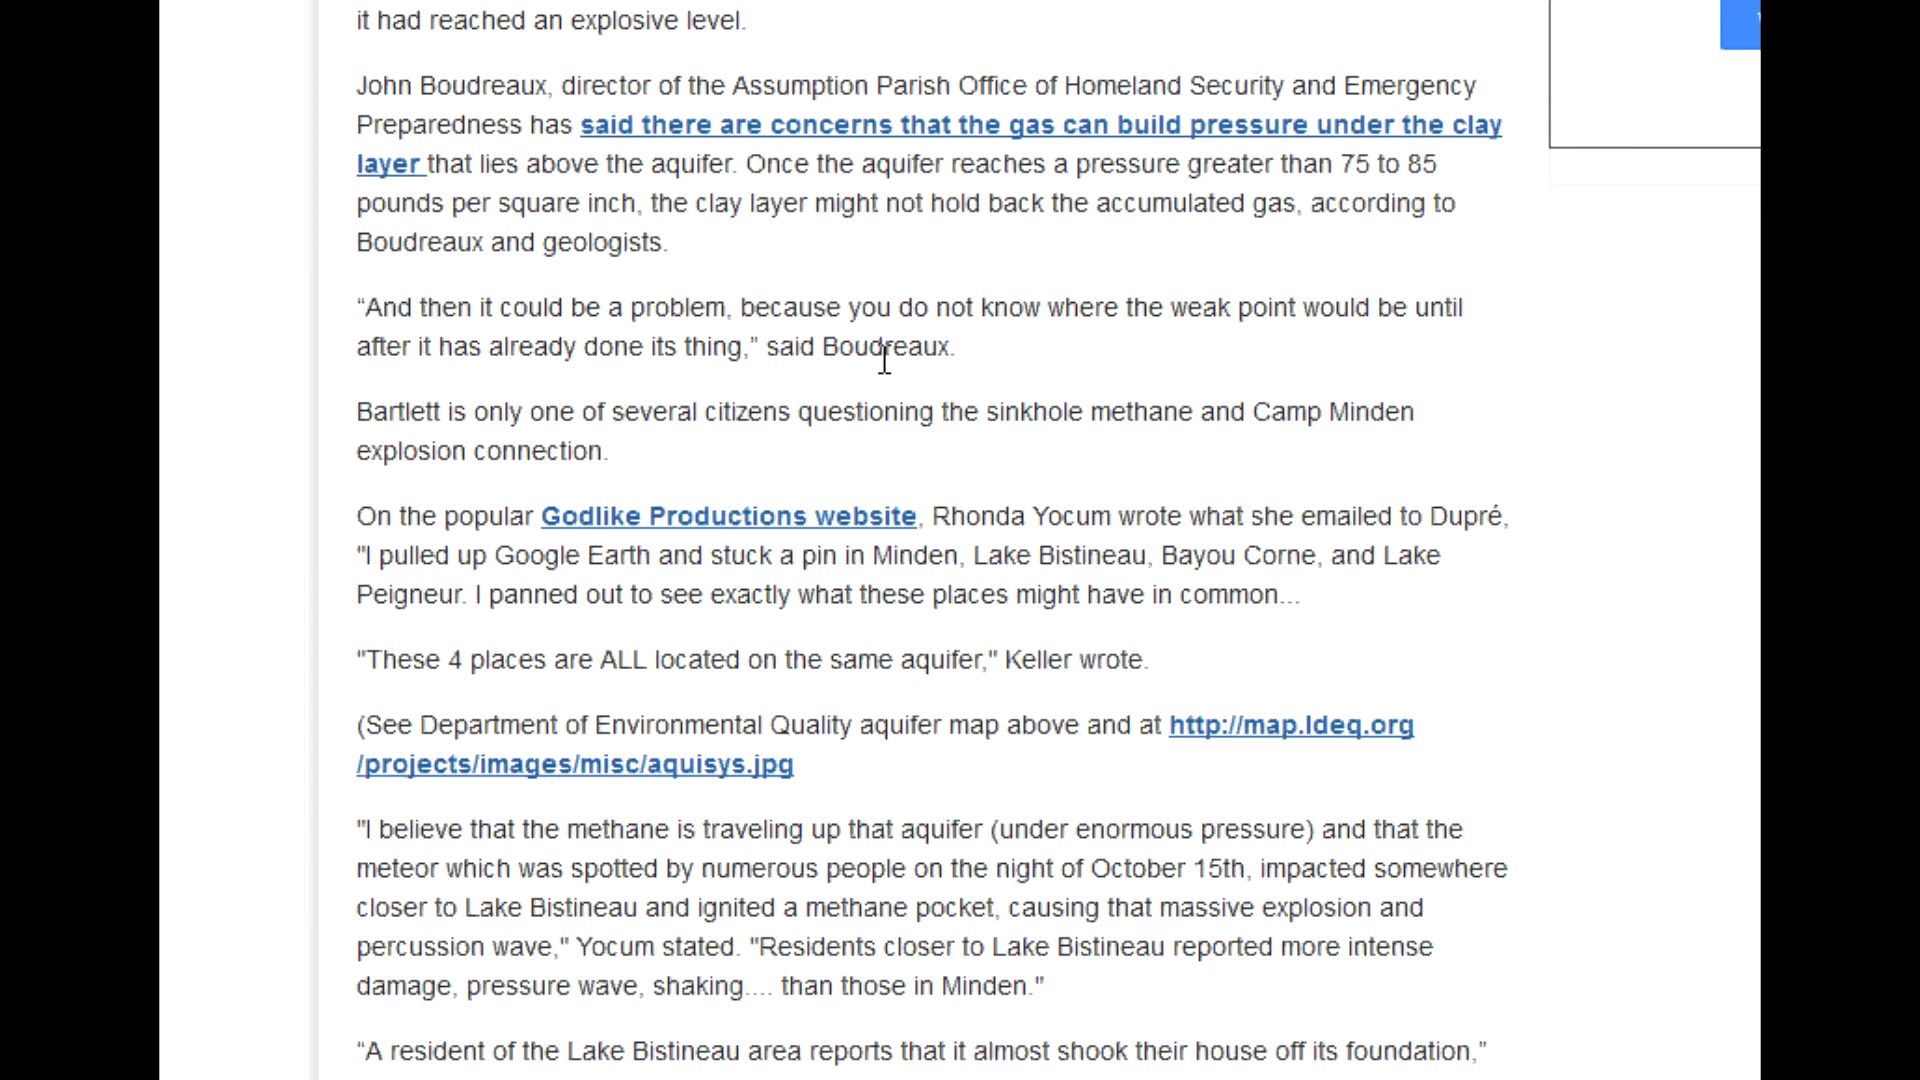 it had reached an explosive level.
John Boudreaux, director of the Assumption Parish Office of Homeland Security and Emergency
Preparedness has said there are concerns that the gas can build pressure under the clay
layer that lies above the aquifer. Once the aquifer reaches a pressure greater than 75 to 85
pounds per square inch, the clay layer might not hold back the accumulated gas, according to
Boudreaux and geologists.
“And then it could be a problem, because you do not know where the weak point would be until
after it has already done its thing,” said Boudreaux.
Bartlett is only one of several citizens questioning the sinkhole methane and Camp Minden
explosion connection.
On the popular Godlike Productions website, Rhonda Yocum wrote what she emailed to Dupré,
"I pulled up Google Earth and stuck a pin in Minden, Lake Bistineau, Bayou Corne, and Lake
Peigneur. I panned out to see exactly what these places might have in common...
"These 4 places are ALL located on the same aquifer," Keller wrote.
(See Department of Environmental Quality aquifer map above and at http://map.ldeq.org
/projects/images/misc/aquisys.jpg
"I believe that the methane is traveling up that aquifer (under enormous pressure) and that the
meteor which was spotted by numerous people on the night of October 15th, impacted somewhere
closer to Lake Bistineau and ignited a methane pocket, causing that massive explosion and
percussion wave," Yocum stated. "Residents closer to Lake Bistineau reported more intense
damage, pressure wave, shaking.... than those in Minden."
“A resident of the Lake Bistineau area reports that it almost shook their house off its foundation,”